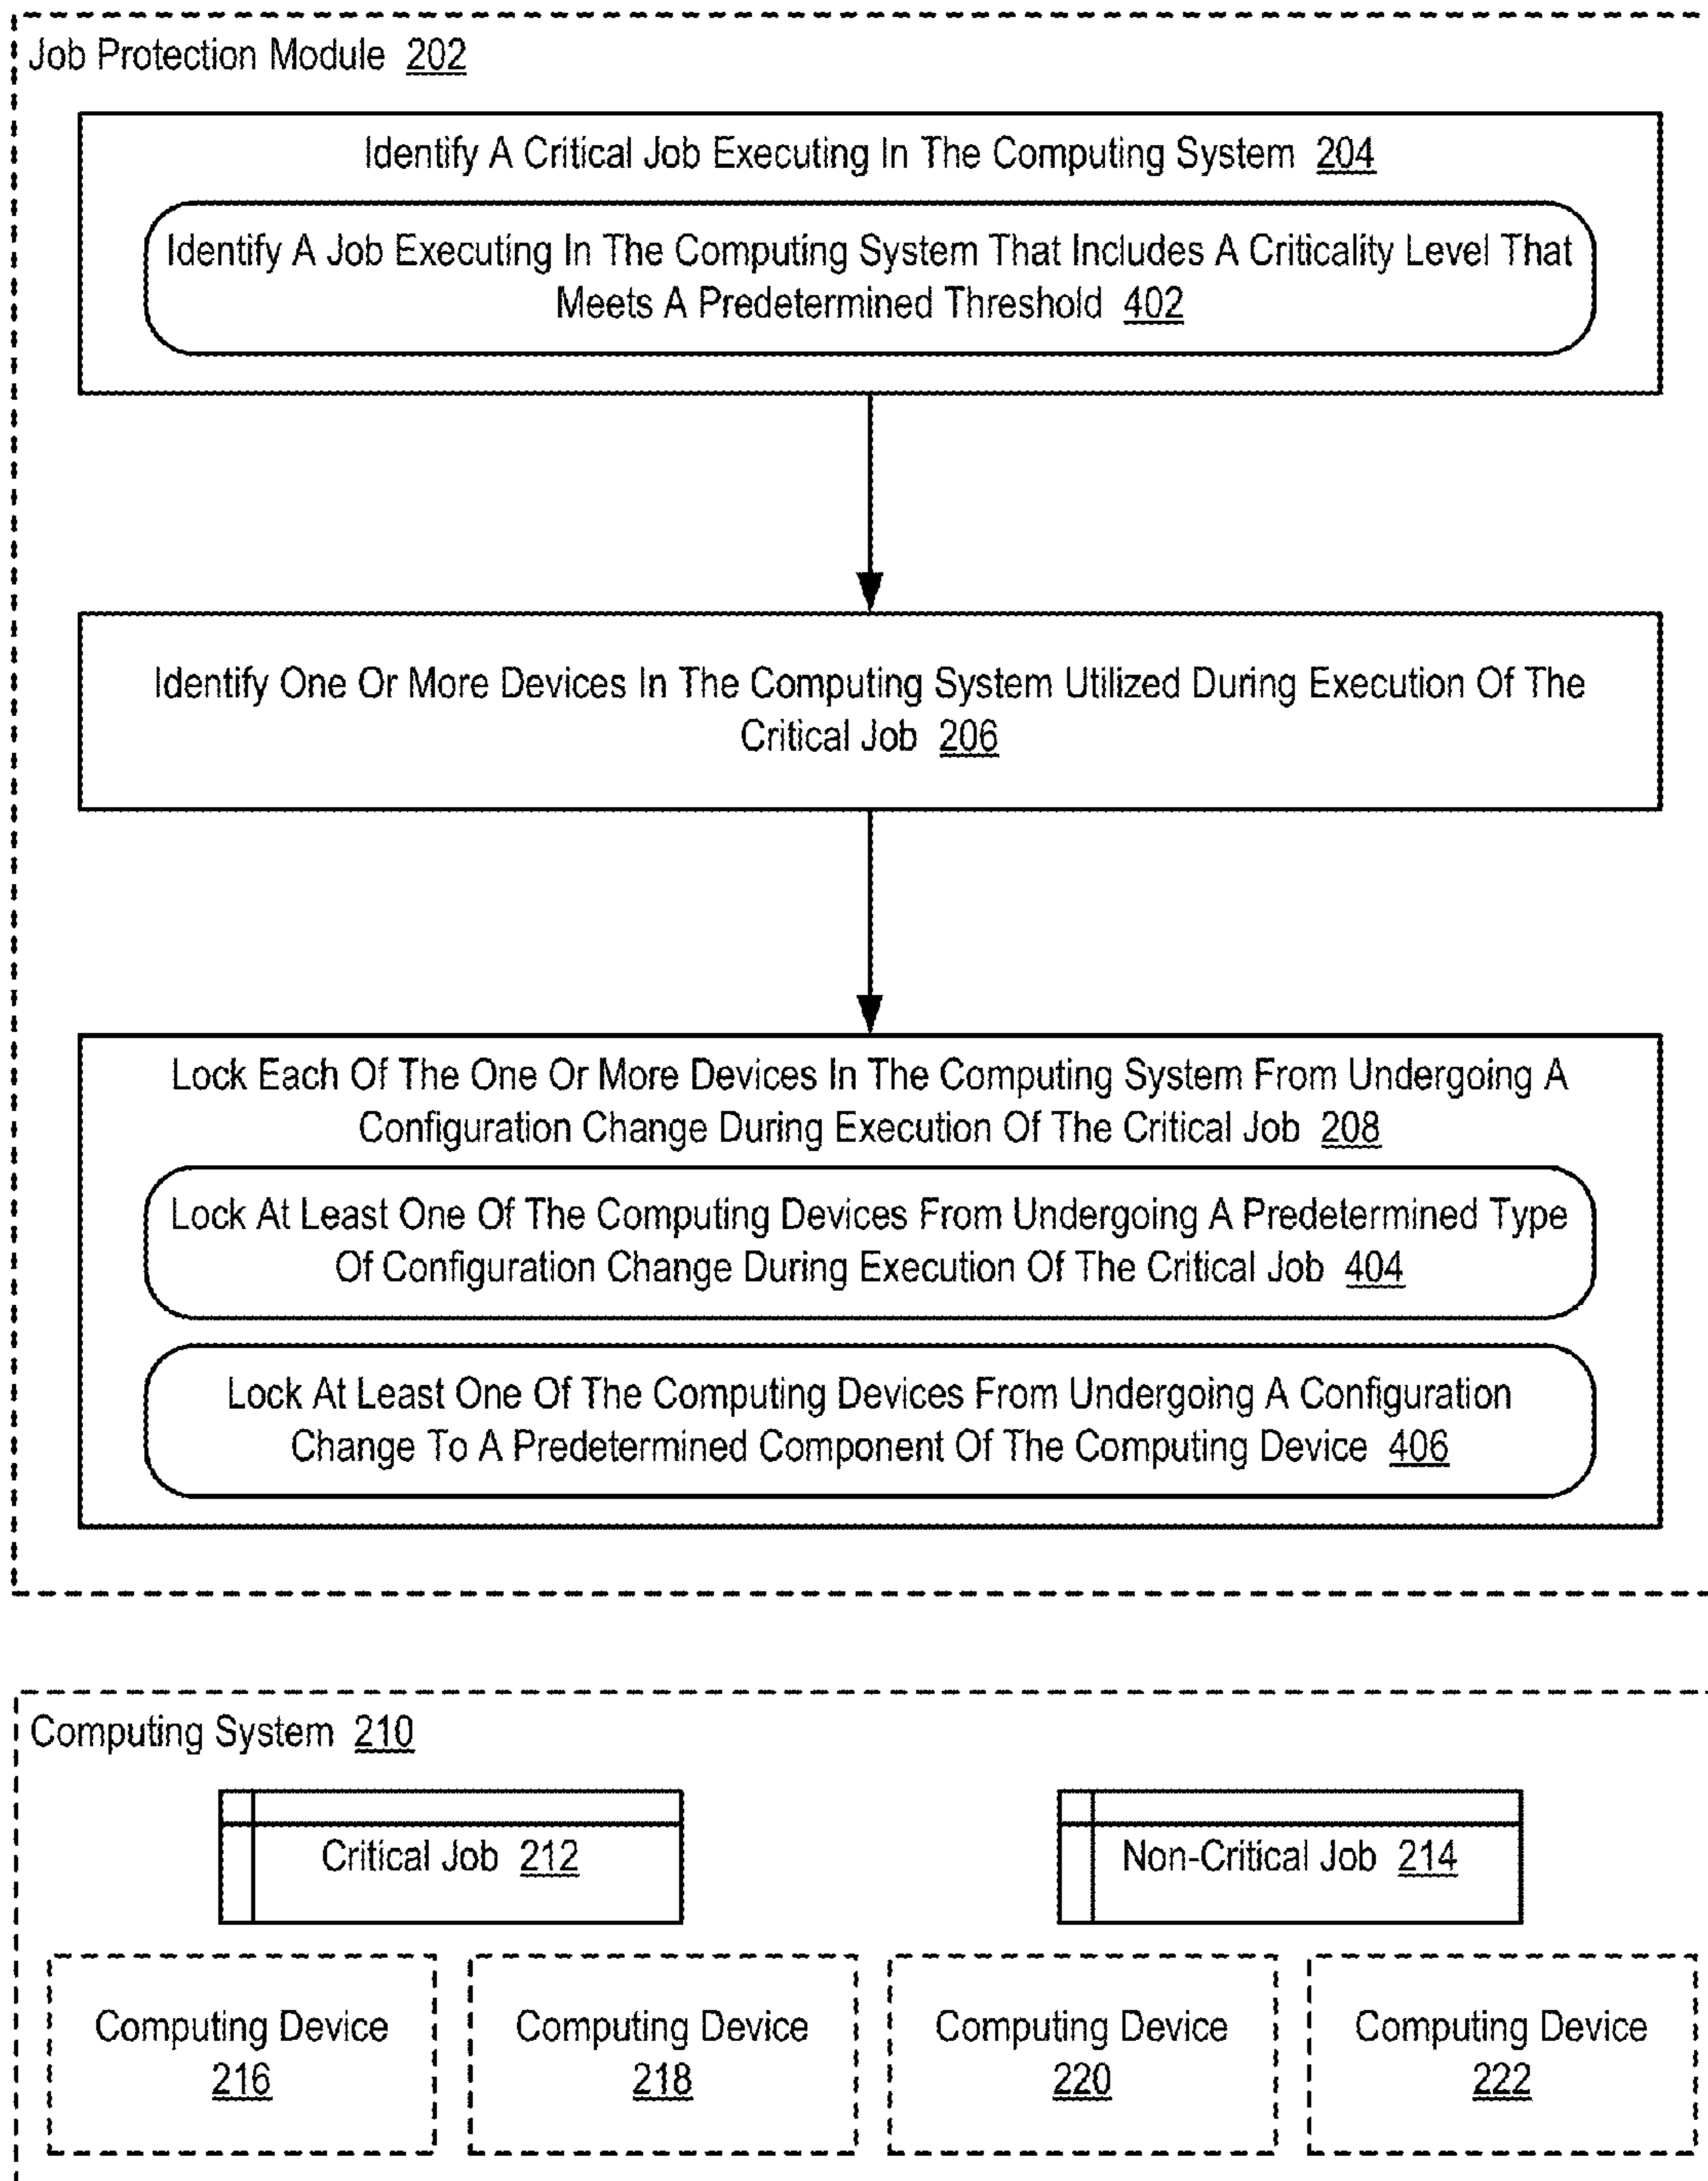 Job Protection Module 202
Identify A Critical Job Executing In The Computing System 204
Identify A Job Executing In The Computing System That Includes A Criticality Level That
Meets A Predetermined Threshold 402
Identify One Or More Devices In The Computing System Utilized During Execution Of The
Critical Job 206
Lock Each Of The One Or More Devices In The Computing System From Undergoing A
Configuration Change During Execution Of The Critical Job 208
Lock At Least One Of The Computing Devices From Undergoing A Predetermined Type
Of Configuration Change During Execution Of The Critical Job 404
Lock At Least One Of The Computing Devices From Undergoing A Configuration
Change To A Predetermined Component Of The Computing Device 406
Computing System 210
Critical Job 212
Non-Critical Job 214
Computing Device
216
Computing Device
218
Computing Device
220
Computing Device
222